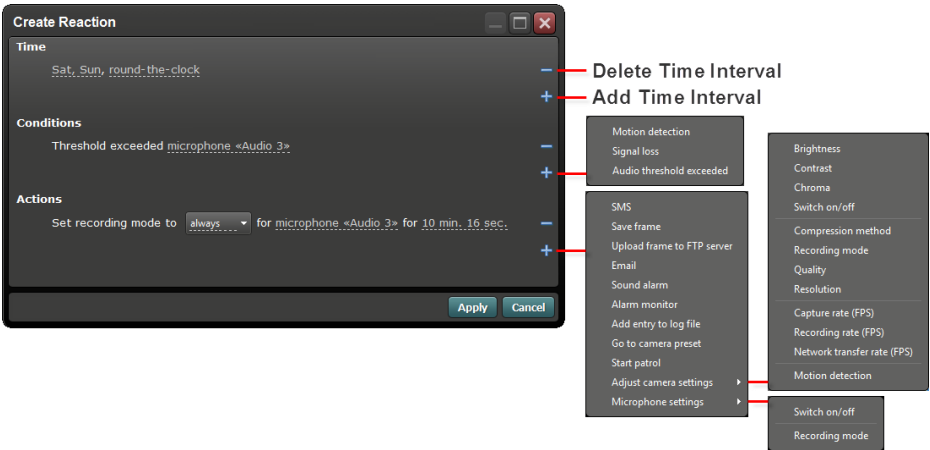 Create Reaction
Time
Sat, Sun, round-the-clock
Delete Time Interval
Add Time Interval
Conditions
Threshold exceeded microphone «Audio 3»
Actions
Set recording mode to always for microphone «Audio 3» for 10 min. 16 sec.
Apply Cancel
Motion detection
Signal loss
Audio threshold exceeded
SMS
Save frame
Upload frame to FTP server
Email
Sound alarm
Alarm monitor
Add entry to log file
Go to camera preset
Start patrol
Adjust camera settings
Microphone settings
Brightness
Contrast
Chroma
Switch on/off
Compression method
Recording mode
Quality
Resolution
Capture rate (FPS)
Recording rate (FPS)
Network transfer rate (FPS)
Motion detection
Switch on/off
Recording mode